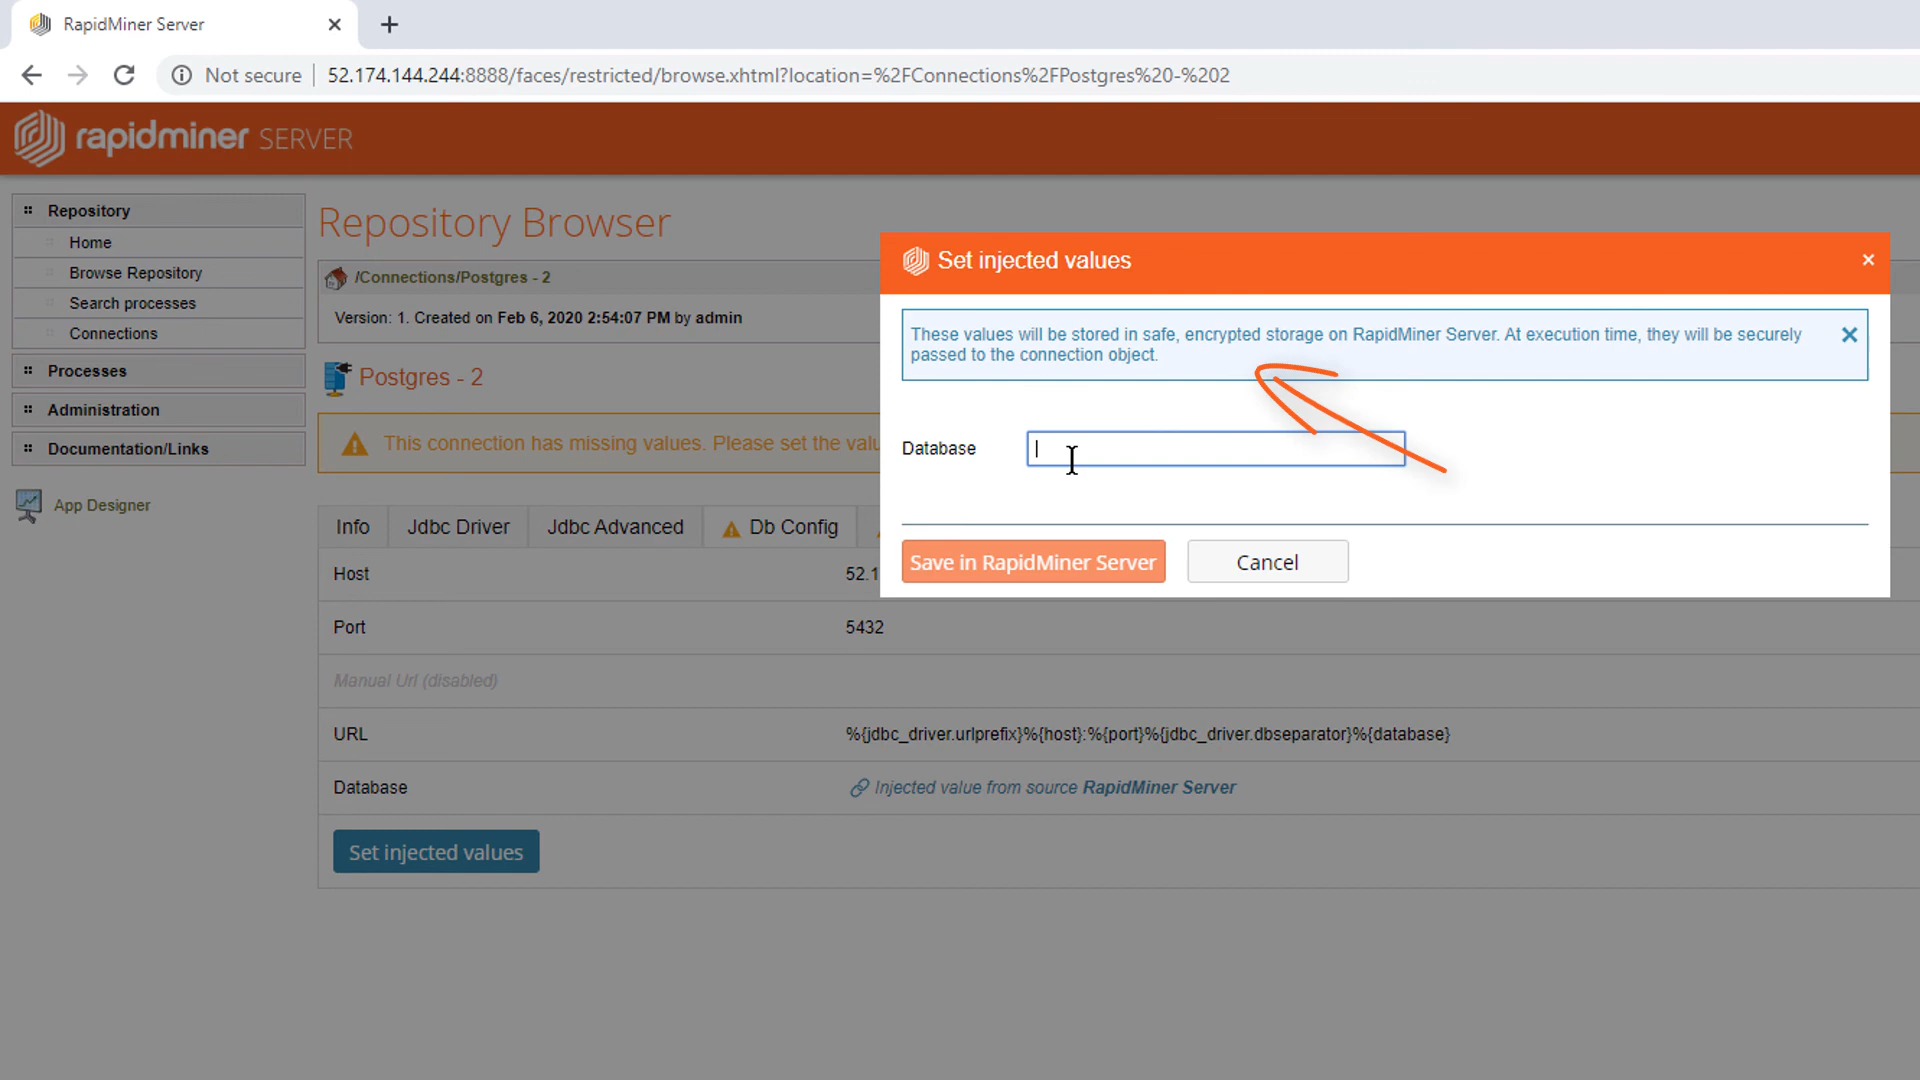 RapidMiner Server
Not secure
52.174.144.244:8888/faces/restricted/browse.xhtml?location=%2FConnections%2FPostgres%20-%202
rapidminer SERVER
Repository
Home
Browse Repository
Search processes
Connections
Processes
Administration
Documentation/Links
App Designer
Repository Browser
/Connections/Postgres - 2
Version: 1. Created on Feb 6, 2020 2:54:07 PM by admin
Postgres - 2
This connection has missing values. Please set the
Info
Jdbc Driver
Jdbc Advanced
Db Config
Host
52.1
Port
5432
Manual Url (disabled)
URL
%{jdbc_driver.urlprefix}%{host}:%{port}%{jdbc_driver.dbseparator}%{database}
Database
Injected value from source RapidMiner Server
Set injected values
Set injected values
These values will be stored in safe, encrypted storage on RapidMiner Server. At execution time, they will be securely
passed to the connection object.
Database
Save in RapidMiner Server
Cancel